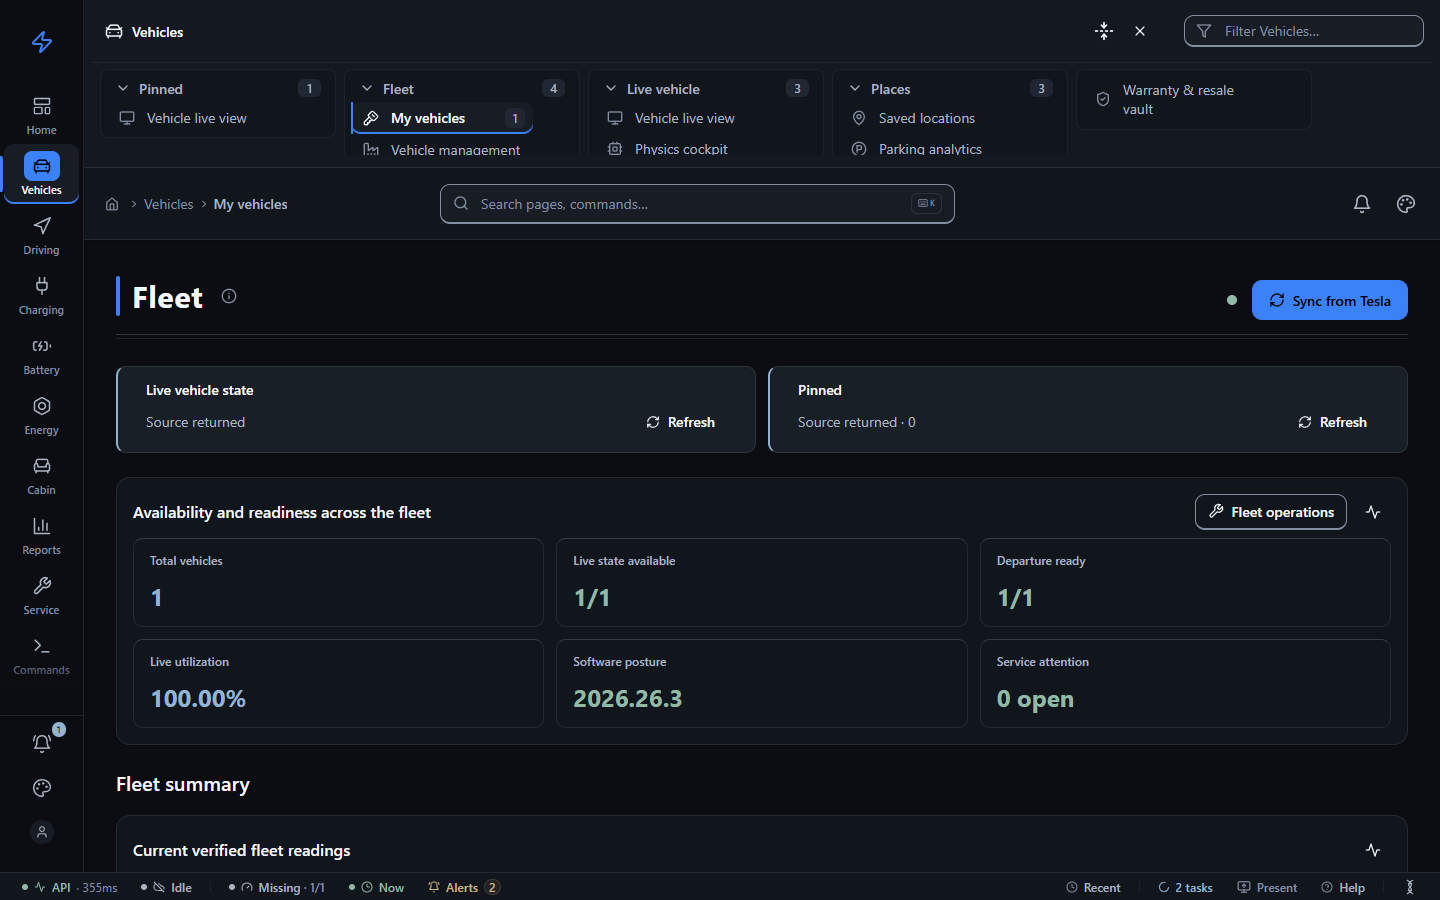 Vehicles
Filter Vehicles...
Pinned 1
Vehicle live view
Fleet 4
My vehicles 1
Vehicle management
Live vehicle 3
Vehicle live view
Physics cockpit
Places 3
Saved locations
Parking analytics
Warranty & resale
vault
Home
Vehicles
Driving
Charging
Battery
Energy
Cabin
Reports
Service
Commands
1
Vehicles
My vehicles
Search pages, commands...
K
Fleet
Sync from Tesla
Live vehicle state
Source returned
Refresh
Pinned
Source returned · 0
Refresh
Availability and readiness across the fleet
Fleet operations
Total vehicles
1
Live state available
1/1
Departure ready
1/1
Live utilization
100.00%
Software posture
2026.26.3
Service attention
0 open
Fleet summary
Current verified fleet readings
API · 355ms
Idle
Missing · 1/1
Now
Alerts 2
Recent
2 tasks
Present
Help